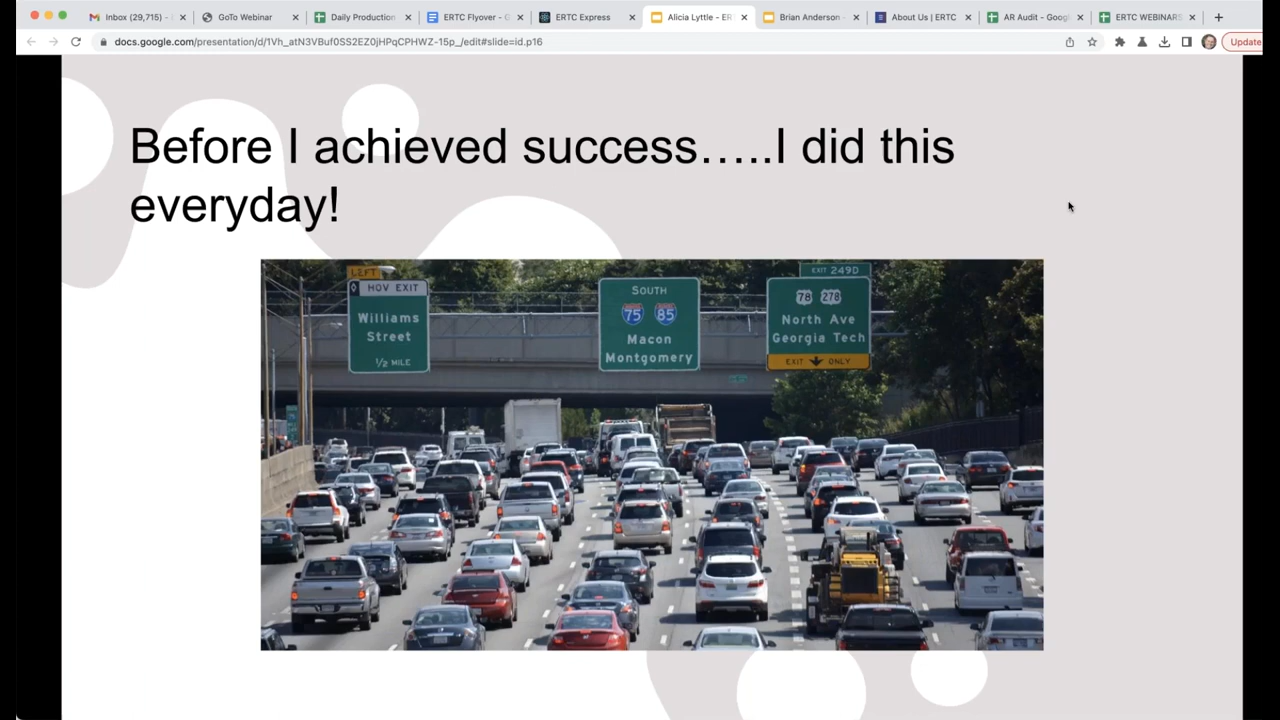 Inbox (29,715) -
GoTo Webinar
Daily Production
ERTC Flyover - G
ERTC Express
Alicia Lyttle - ER
Brian Anderson -
About Us | ERTC
AR Audit - Goog
ERTC WEBINARS
docs.google.com/presentation/d/1Vh_atN3VBuf0SS2EZ0jHPqCPHWZ-15p_/edit#slide=id.p16
Update
Before I achieved success…..I did this
everyday!
LEFT
HOV EXIT
Williams
Street
½ MILE
SOUTH
75 85
Macon
Montgomery
EXIT 249D
78 278
North Ave
Georgia Tech
EXIT ONLY